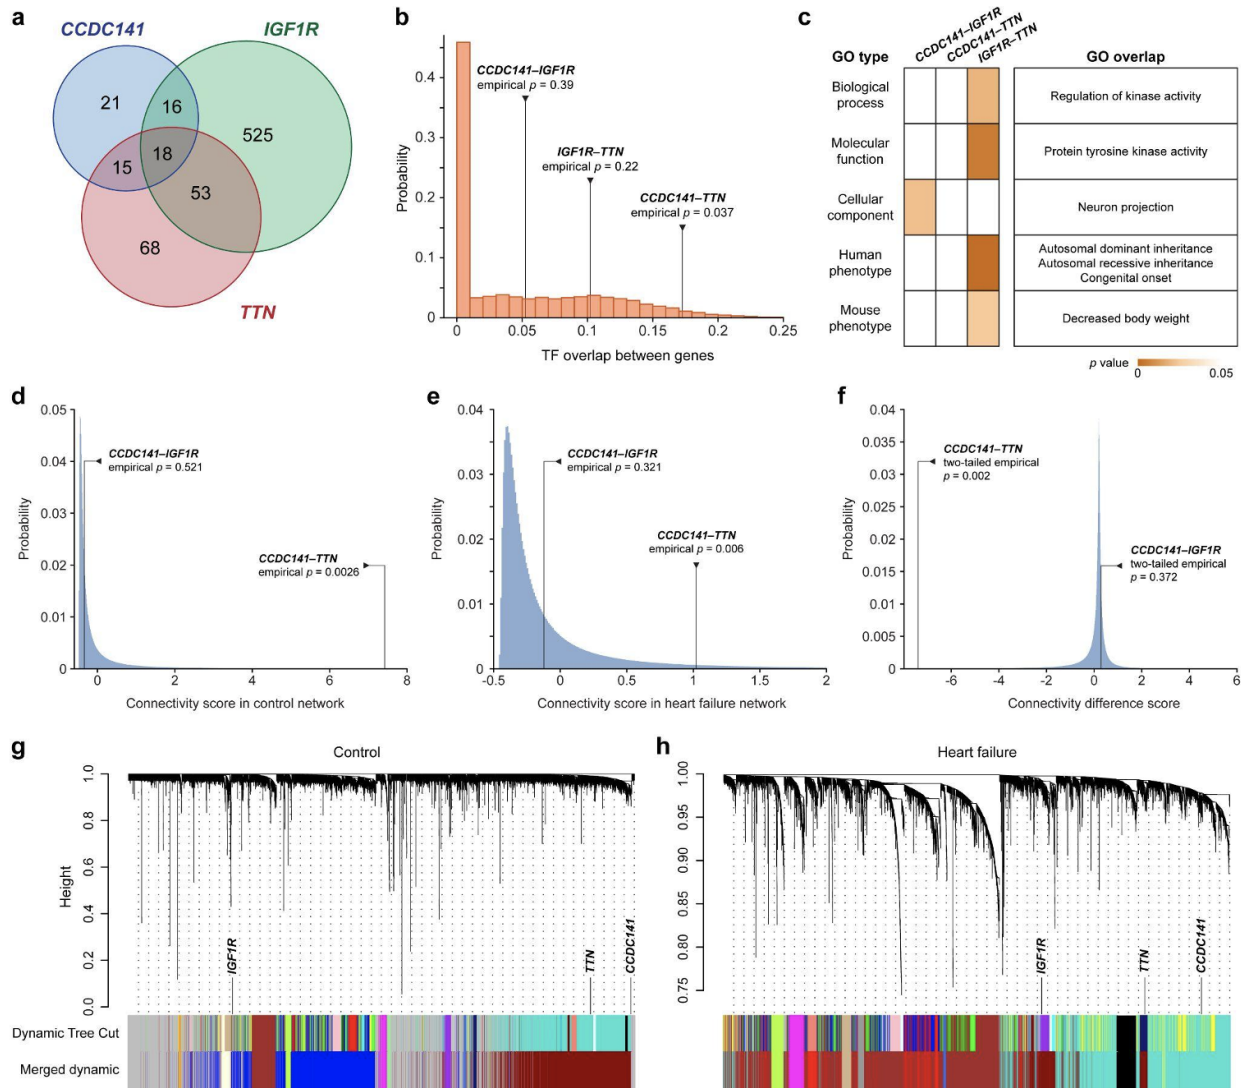 a
CCDC141
IGF1R
21
16
525
15
18
53
68
TTN
b
Probability
0.4
0.3
0.2
0.1
0
CCDC141–IGF1R
empirical p = 0.39
IGF1R–TTN
empirical p = 0.22
CCDC141–TTN
empirical p = 0.037
0
0.05
0.1
0.15
0.2
0.25
TF overlap between genes
c
GO type
CCDC141–IGF1R
CCDC141–TTN
IGF1R–TTN
GO overlap
Biological
process
Regulation of kinase activity
Molecular
function
Protein tyrosine kinase activity
Cellular
component
Neuron projection
Human
phenotype
Autosomal dominant inheritance
Autosomal recessive inheritance
Congenital onset
Mouse
phenotype
Decreased body weight
p value
0
0.05
d
Probability
0.05
0.04
0.03
0.02
0.01
0
CCDC141–IGF1R
empirical p = 0.521
CCDC141–TTN
empirical p = 0.0026
0
2
4
6
8
Connectivity score in control network
e
Probability
0.04
0.03
0.02
0.01
0
CCDC141–IGF1R
empirical p = 0.321
CCDC141–TTN
empirical p = 0.006
-0.5
0
0.5
1
1.5
2
Connectivity score in heart failure network
f
Probability
0.04
0.035
0.03
0.025
0.02
0.015
0.01
0.005
0
CCDC141–TTN
two-tailed empirical
p = 0.002
CCDC141–IGF1R
two-tailed empirical
p = 0.372
-6
-4
-2
0
2
4
6
Connectivity difference score
g
Control
Height
1.0
0.8
0.6
0.4
0.2
0.0
IGF1R
TTN
CCDC141
Dynamic Tree Cut
Merged dynamic
h
Heart failure
1.00
0.95
0.90
0.85
0.80
0.75
IGF1R
TTN
CCDC141